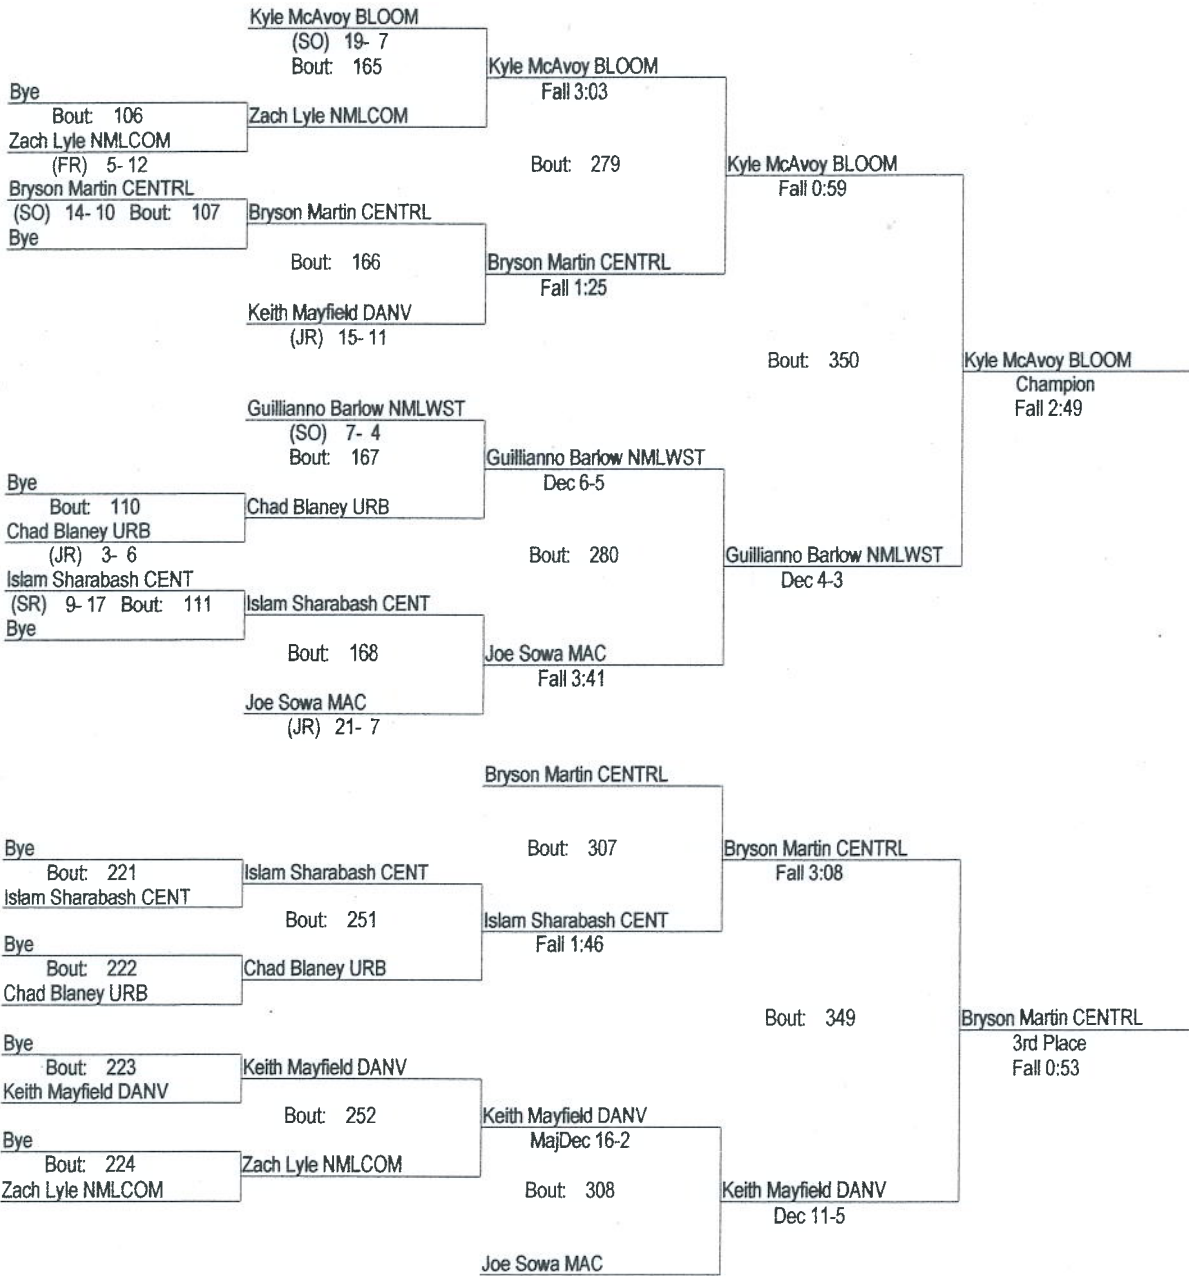 Kyle McAvoy BLOOM
(SO) 19- 7
Bout: 165
Kyle McAvoy BLOOM
Fall 3:03
Bye
Bout: 106
Zach Lyle NMLCOM
Zach Lyle NMLCOM
(FR) 5- 12
Bout: 279
Kyle McAvoy BLOOM
Fall 0:59
Bryson Martin CENTRL
(SO) 14- 10 Bout: 107
Bryson Martin CENTRL
Bye
Bout: 166
Bryson Martin CENTRL
Fall 1:25
Keith Mayfield DANV
(JR) 15- 11
Bout: 350
Kyle McAvoy BLOOM
Champion
Fall 2:49
Guillianno Barlow NMLWST
(SO) 7- 4
Bout: 167
Guillianno Barlow NMLWST
Dec 6-5
Bye
Bout: 110
Chad Blaney URB
Chad Blaney URB
(JR) 3- 6
Bout: 280
Guillianno Barlow NMLWST
Dec 4-3
Islam Sharabash CENT
(SR) 9- 17 Bout: 111
Islam Sharabash CENT
Bye
Bout: 168
Joe Sowa MAC
Fall 3:41
Joe Sowa MAC
(JR) 21- 7
Bryson Martin CENTRL
Bout: 307
Bryson Martin CENTRL
Fall 3:08
Bye
Bout: 221
Islam Sharabash CENT
Islam Sharabash CENT
Bout: 251
Islam Sharabash CENT
Fall 1:46
Bye
Bout: 222
Chad Blaney URB
Chad Blaney URB
Bout: 349
Bryson Martin CENTRL
3rd Place
Fall 0:53
Bye
Bout: 223
Keith Mayfield DANV
Keith Mayfield DANV
Bout: 252
Keith Mayfield DANV
MajDec 16-2
Bye
Bout: 224
Zach Lyle NMLCOM
Zach Lyle NMLCOM
Bout: 308
Keith Mayfield DANV
Dec 11-5
Joe Sowa MAC